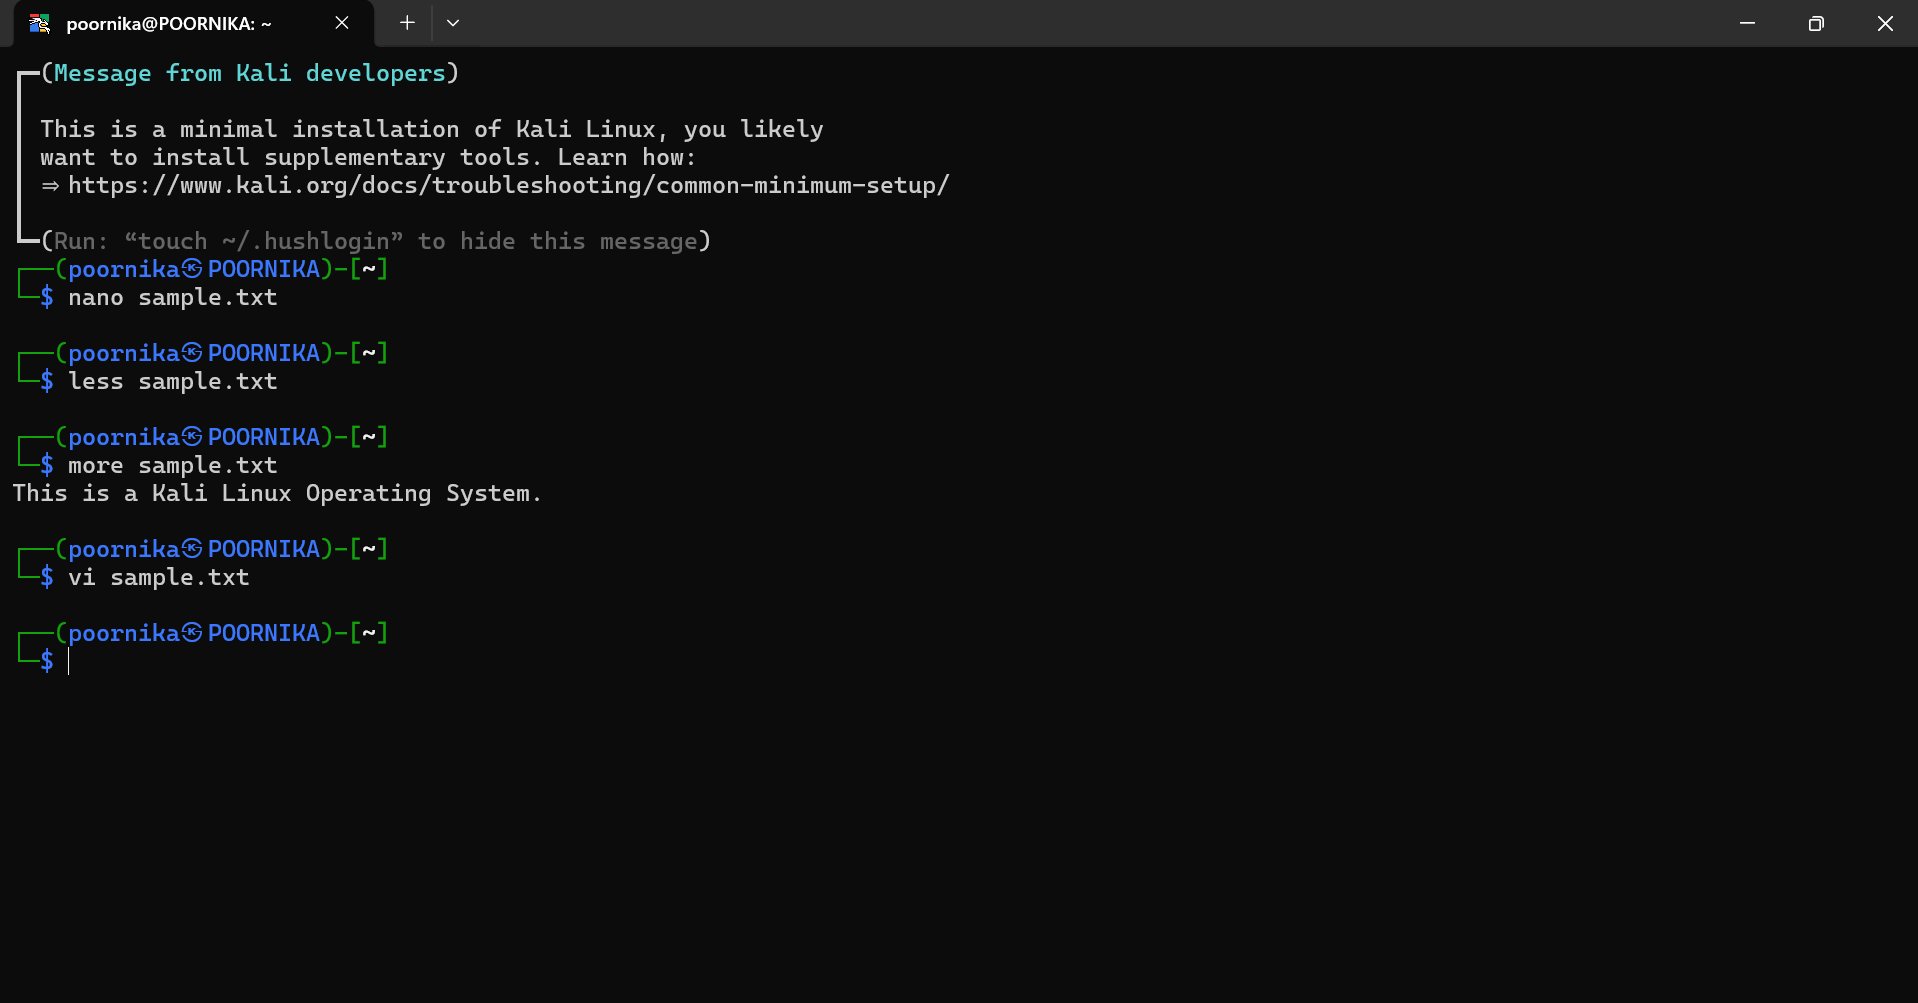 poornika@POORNIKA: ~
(Message from Kali developers)
This is a minimal installation of Kali Linux, you likely
want to install supplementary tools. Learn how:
⇒ https://www.kali.org/docs/troubleshooting/common-minimum-setup/
(Run: “touch ~/.hushlogin” to hide this message)
┌──(poornika㉿POORNIKA)-[~]
└─$ nano sample.txt
┌──(poornika㉿POORNIKA)-[~]
└─$ less sample.txt
┌──(poornika㉿POORNIKA)-[~]
└─$ more sample.txt
This is a Kali Linux Operating System.
┌──(poornika㉿POORNIKA)-[~]
└─$ vi sample.txt
┌──(poornika㉿POORNIKA)-[~]
└─$